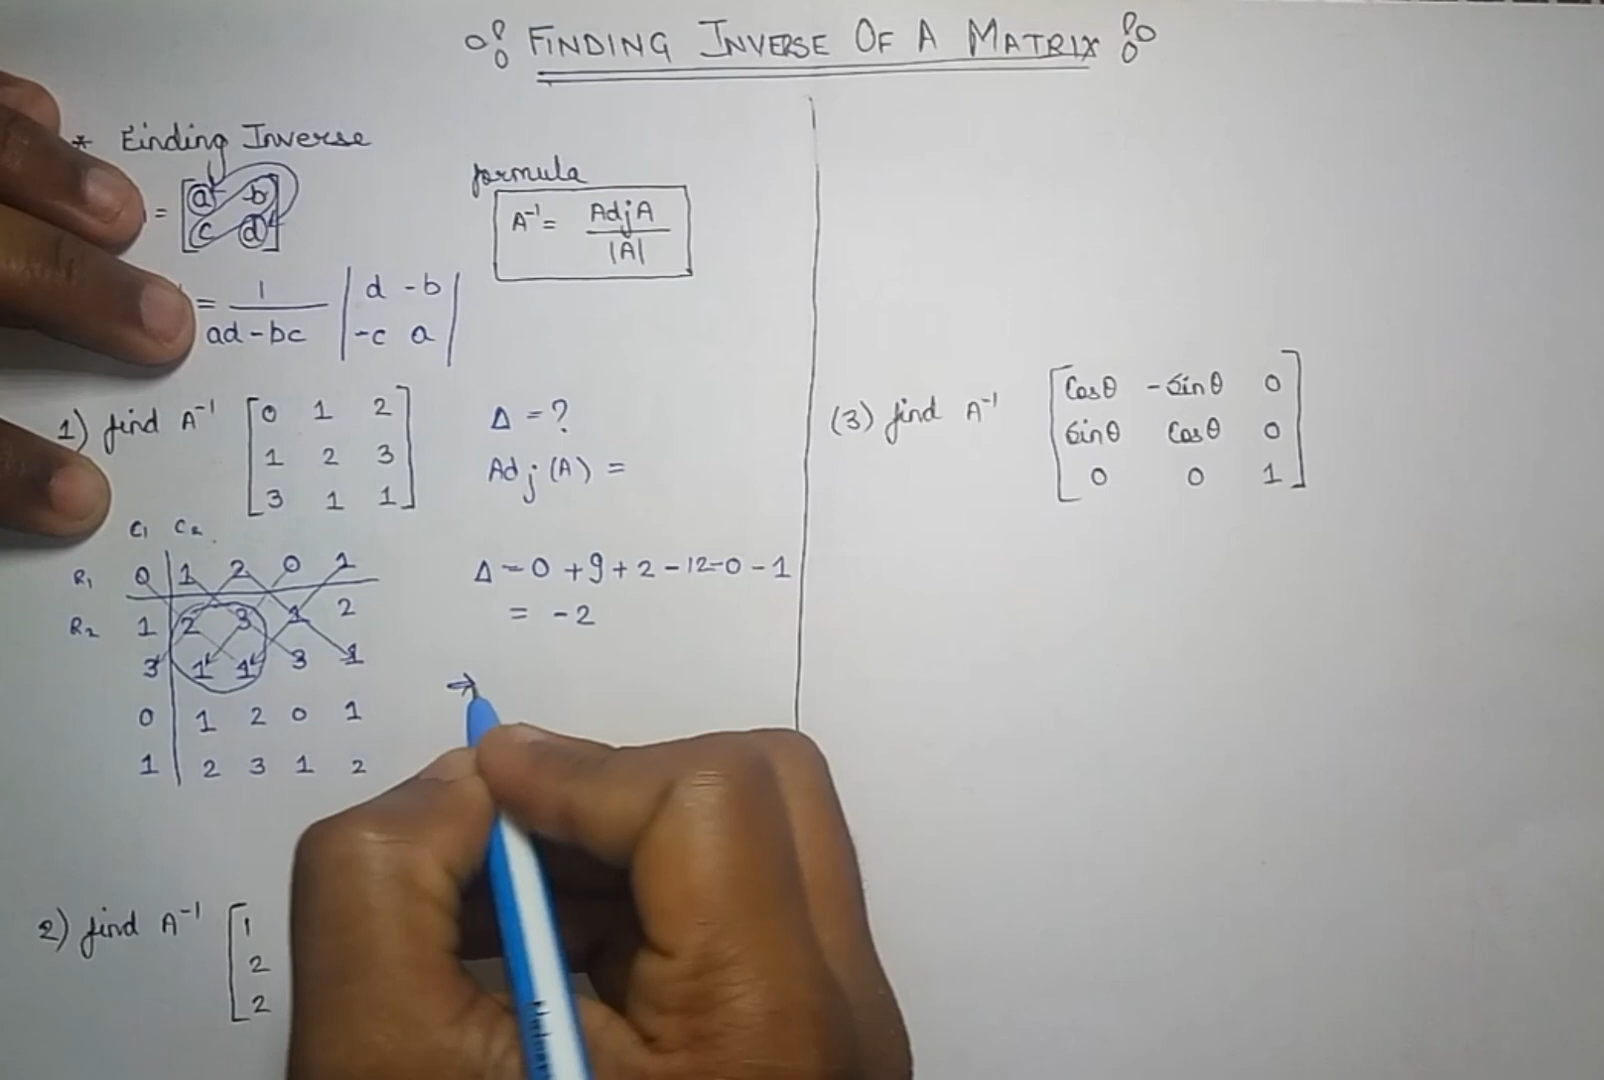 FINDING INVERSE OF A MATRIX
* Finding Inverse
= [a b
c d]
formula
A⁻¹ = AdjA
|A|
= 1
ad-bc
| d -b |
| -c a |
1) find A⁻¹
[0 1 2
1 2 3
3 1 1]
Δ = ?
Adj(A) =
C₁ C₂
R₁ 0 1 2 0 1
R₂ 1 2 3 1 2
3 1 1 3 1
0 1 2 0 1
1 2 3 1 2
Δ = 0 + 9 + 2 - 12 - 0 - 1
= -2
→
2) find A⁻¹
[1
2
2
(3) find A⁻¹
[Cosθ -Sinθ 0
Sinθ Cosθ 0
0 0 1]